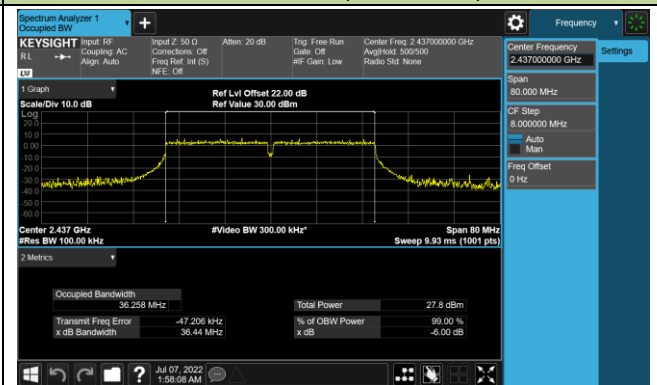 Spectrum Analyzer 1
Occupied BW
+
Frequency
KEYSIGHT
RL
LXI
Input: RF
Coupling: AC
Align: Auto
Input Z: 50 Ω
Corrections: Off
Freq Ref: Int (S)
NFE: Off
Atten: 20 dB
Trig: Free Run
Gate: Off
#IF Gain: Low
Center Freq: 2.437000000 GHz
Avg|Hold: 500/500
Radio Std: None
Center Frequency
2.437000000 GHz
Settings
Span
80.000 MHz
CF Step
8.000000 MHz
Auto
Man
Freq Offset
0 Hz
1 Graph
Scale/Div 10.0 dB
Ref Lvl Offset 22.00 dB
Ref Value 30.00 dBm
Log
20.0
10.0
0.00
-10.0
-20.0
-30.0
-40.0
-50.0
-60.0
Center 2.437 GHz
#Video BW 300.00 kHz*
Span 80 MHz
#Res BW 100.00 kHz
Sweep 9.93 ms (1001 pts)
2 Metrics
Occupied Bandwidth
36.258 MHz
Total Power 27.8 dBm
Transmit Freq Error -47.206 kHz
% of OBW Power 99.00 %
x dB Bandwidth 36.44 MHz
x dB -6.00 dB
?
Jul 07, 2022
1:58:08 AM